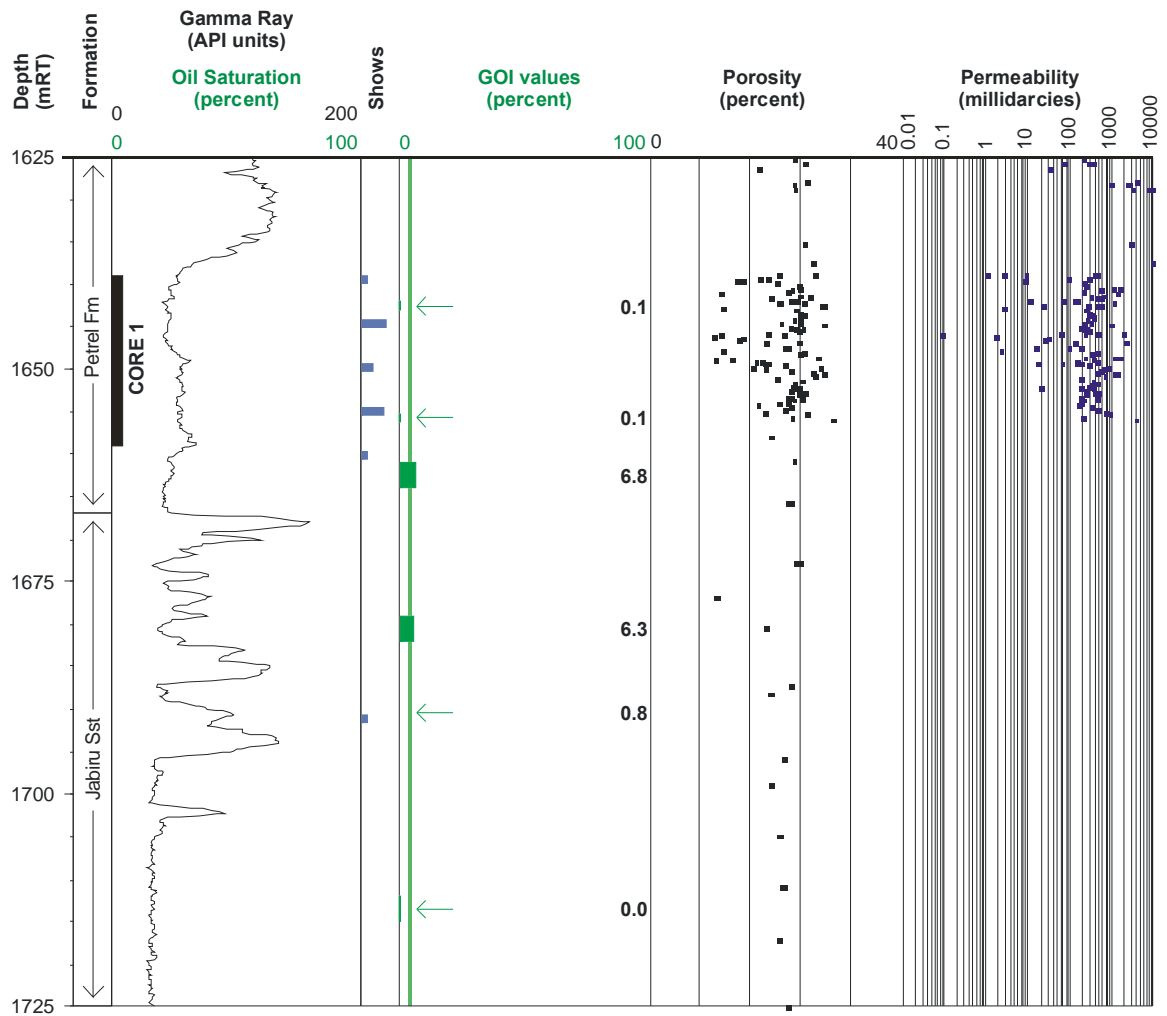 Depth
(mRT)
Formation
Gamma Ray
(API units)
Oil Saturation
(percent)
0
200
0
100
Shows
GOI values
(percent)
0
100
Porosity
(percent)
0
40
Permeability
(millidarcies)
0.01
0.1
1
10
100
1000
10000
1625
1650
1675
1700
1725
Petrel Fm
Jabiru Sst
CORE 1
0.1
0.1
6.8
6.3
0.8
0.0